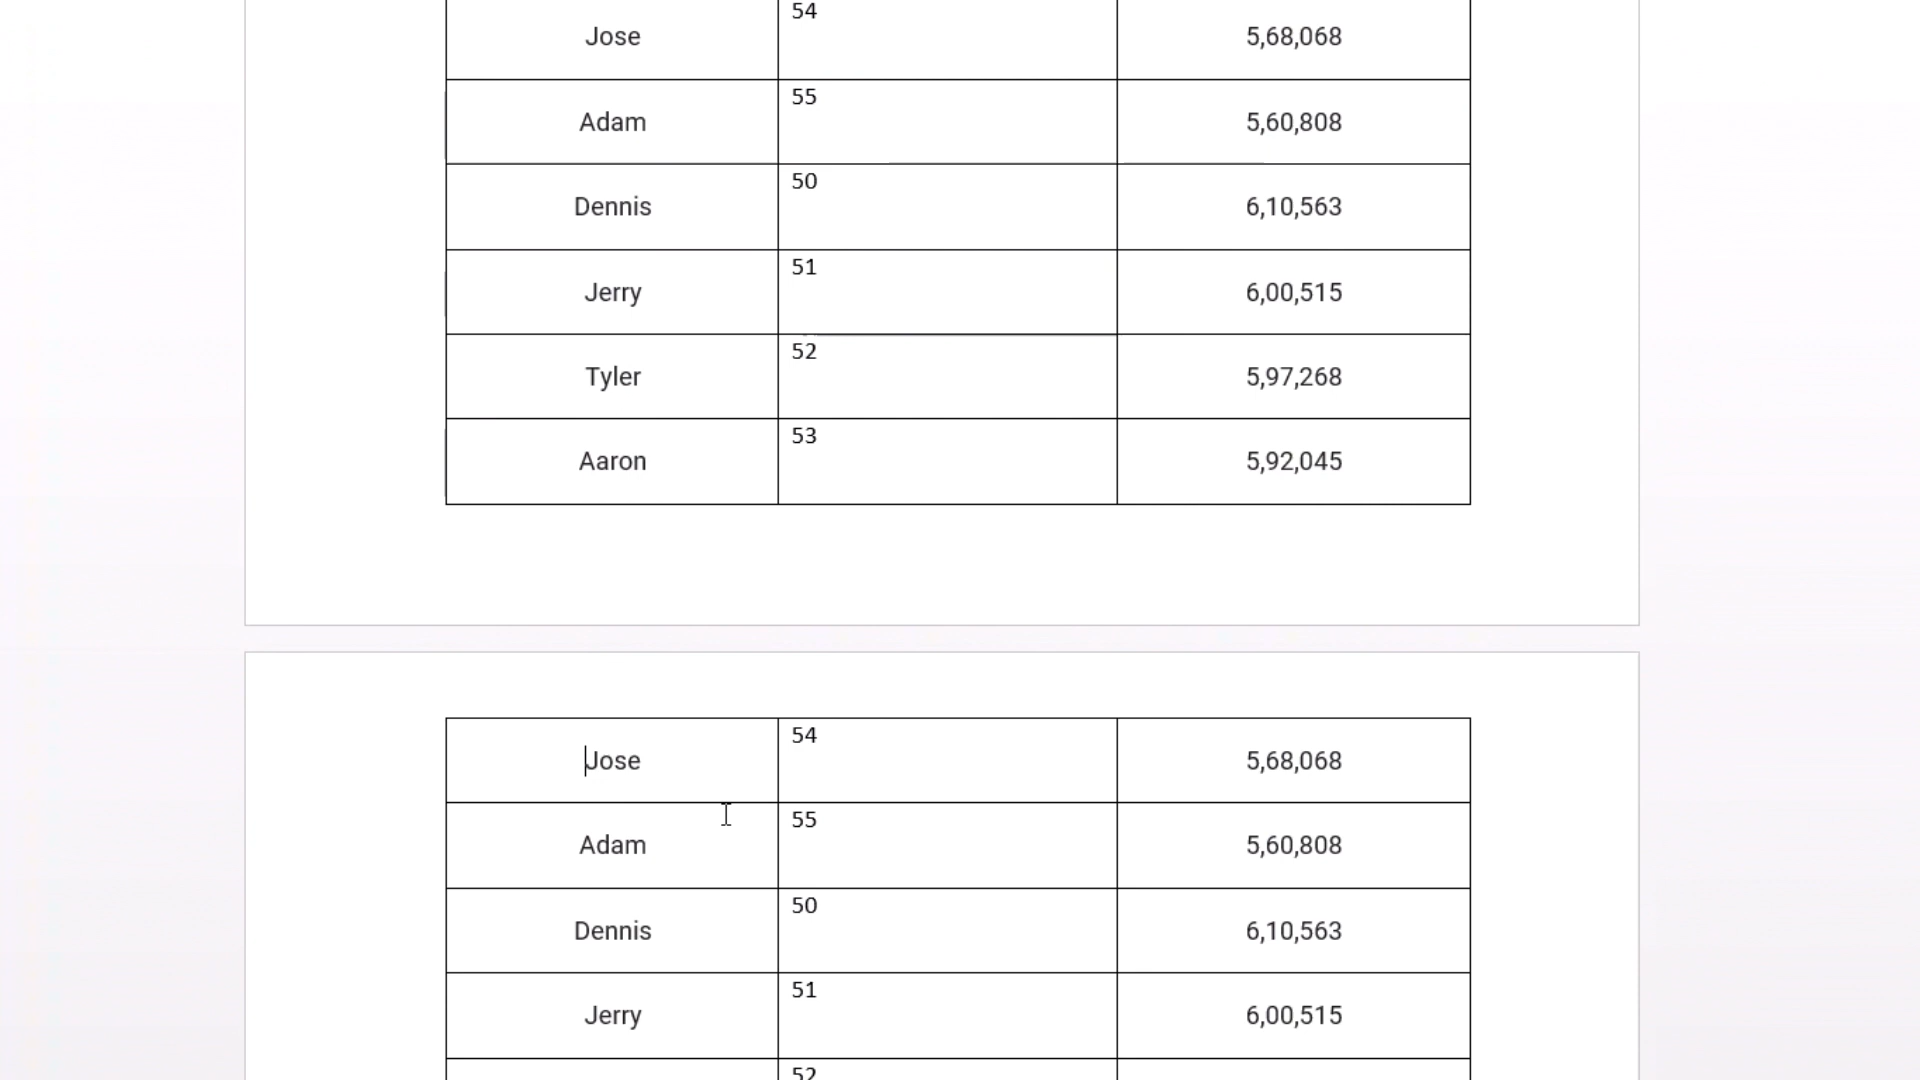 Jose 54 5,68,068
Adam 55 5,60,808
Dennis 50 6,10,563
Jerry 51 6,00,515
Tyler 52 5,97,268
Aaron 53 5,92,045
Jose 54 5,68,068
Adam 55 5,60,808
Dennis 50 6,10,563
Jerry 51 6,00,515
52